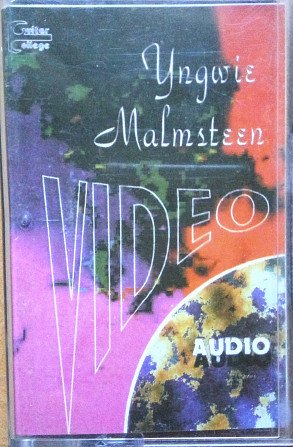 Guitar
College
Yngwie
Malmsteen
VIDEO
AUDIO